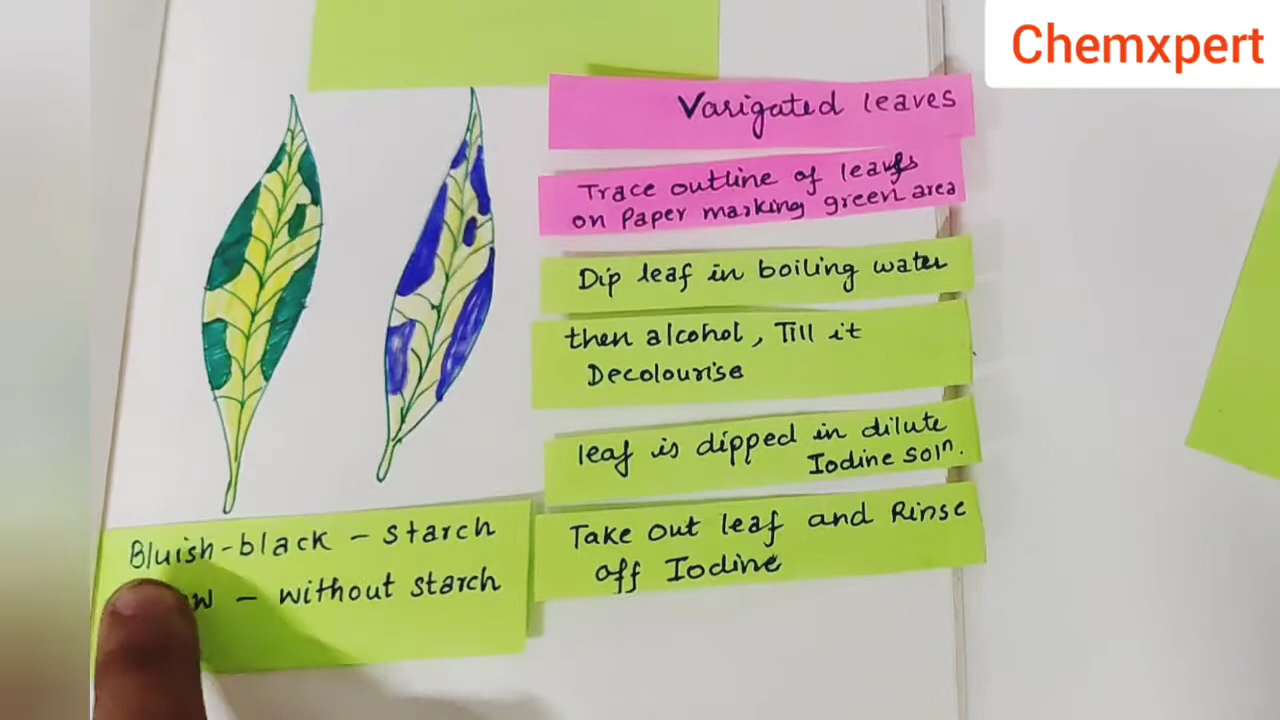 Chemxpert
Varigated leaves
Trace outline of leaves
on Paper marking green area
Dip leaf in boiling water
then alcohol, Till it
Decolourise
leaf is dipped in dilute
Iodine solⁿ.
Take out leaf and Rinse
off Iodine
Bluish-black - starch
- without starch